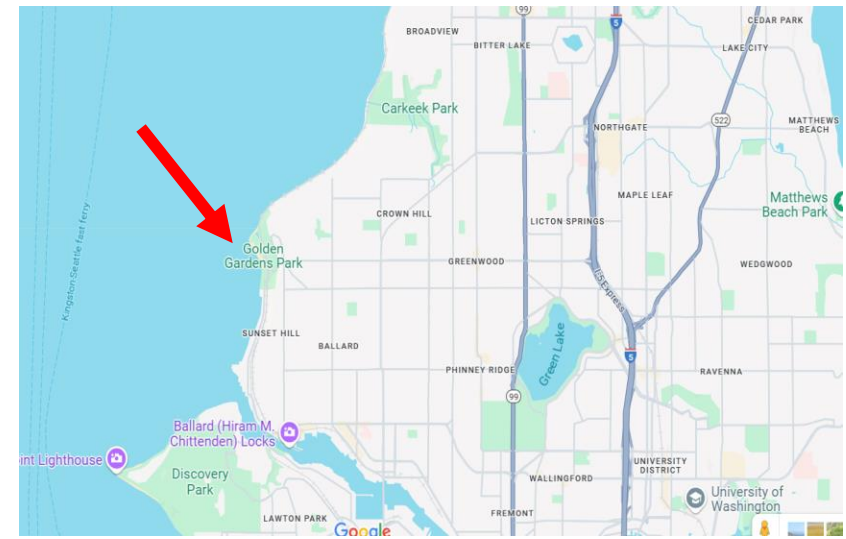 99
5
CEDAR PARK
BROADVIEW
BITTER LAKE
LAKE CITY
Carkeek Park
NORTHGATE
522
MATTHEWS
BEACH
MAPLE LEAF
Matthews
Beach Park
CROWN HILL
LICTON SPRINGS
Kingston-Seattle fast ferry
Golden
Gardens Park
GREENWOOD
WEDGWOOD
I-5 Express
SUNSET HILL
BALLARD
Green Lake
5
PHINNEY RIDGE
RAVENNA
99
Ballard (Hiram M.
Chittenden) Locks
int Lighthouse
Discovery
Park
UNIVERSITY
DISTRICT
WALLINGFORD
University of
Washington
LAWTON PARK
FREMONT
Google